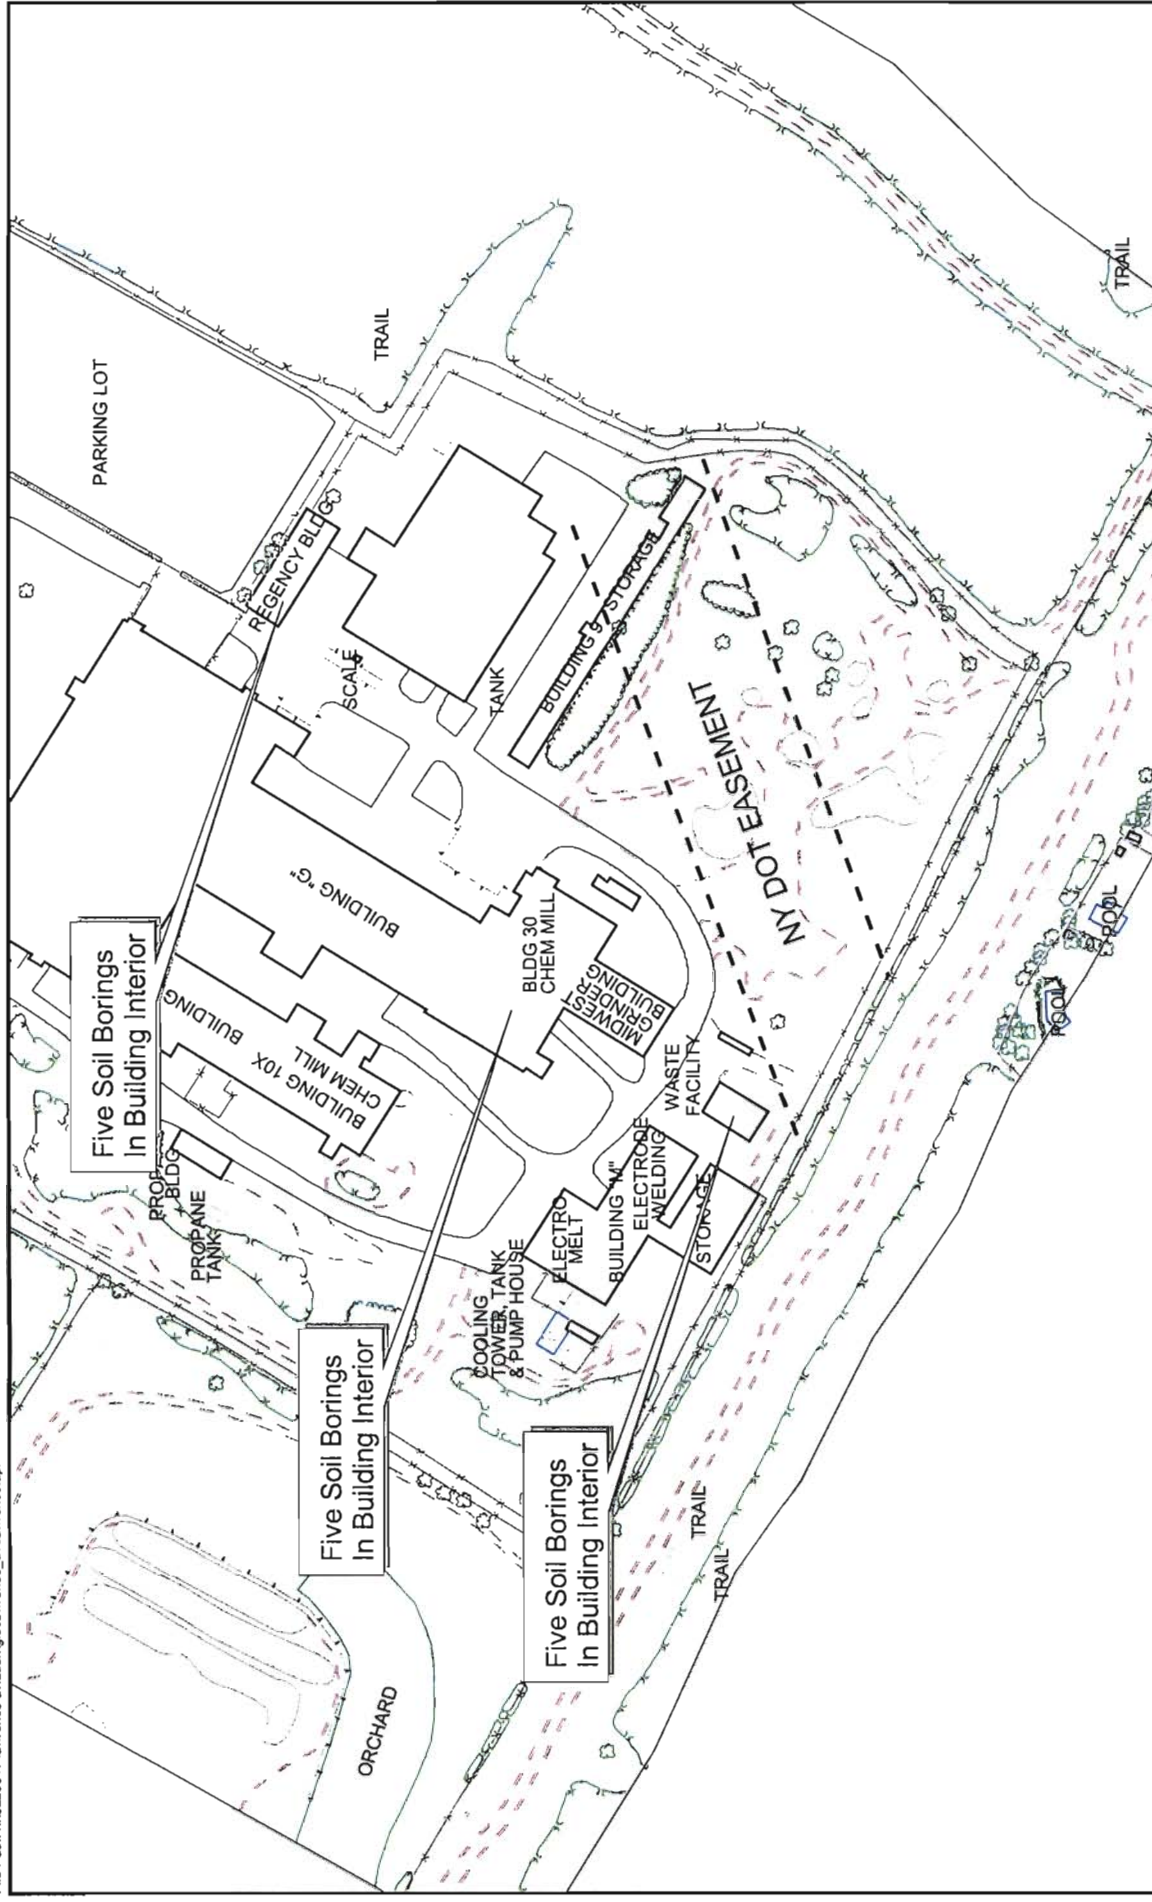 PARKING LOT
TRAIL
TRAIL
REGENCY BLDG
SCALE
TANK
BUILDING 9 / STORAGE
NY DOT EASEMENT
BUILDING "G"
BLDG 30
CHEM MILL
MIDWEST
GRINDER
BUILDING
BUILDING
BUILDING 10X
CHEM MILL
Five Soil Borings
In Building Interior
PROP
BLDG
PROPANE
TANK
WASTE
FACILITY
ELECTRODE
WELDING
BUILDING "M"
STORAGE
ELECTRO
MELT
COOLING
TOWER, TANK
& PUMP HOUSE
Five Soil Borings
In Building Interior
Five Soil Borings
In Building Interior
POOL
POOL
TRAIL
TRAIL
ORCHARD